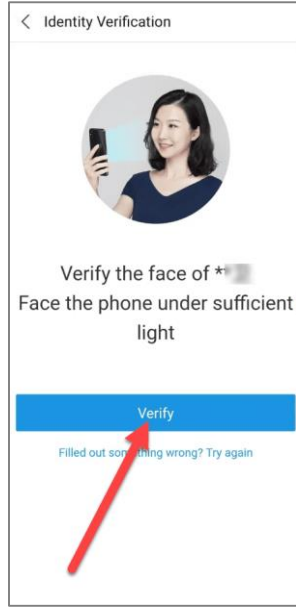 Identity Verification
Verify the face of **
Face the phone under sufficient
light
Verify
Filled out something wrong? Try again